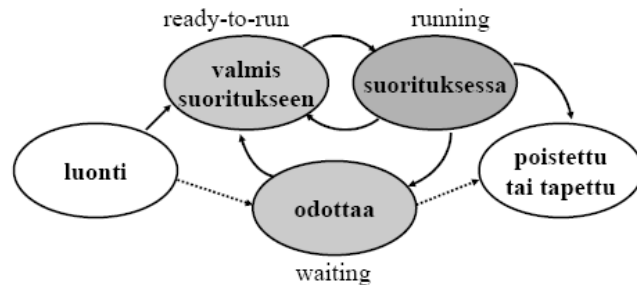 ready-to-run
running
valmis
suoritukseen
suorituksessa
luonti
poistettu
tai tapettu
odottaa
waiting